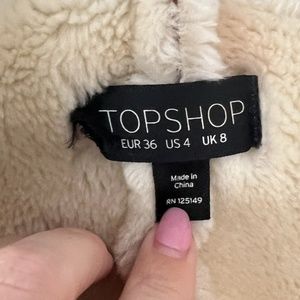 TOPSHOP
EUR 36 US 4 UK 8
Made in
China
RN 125149